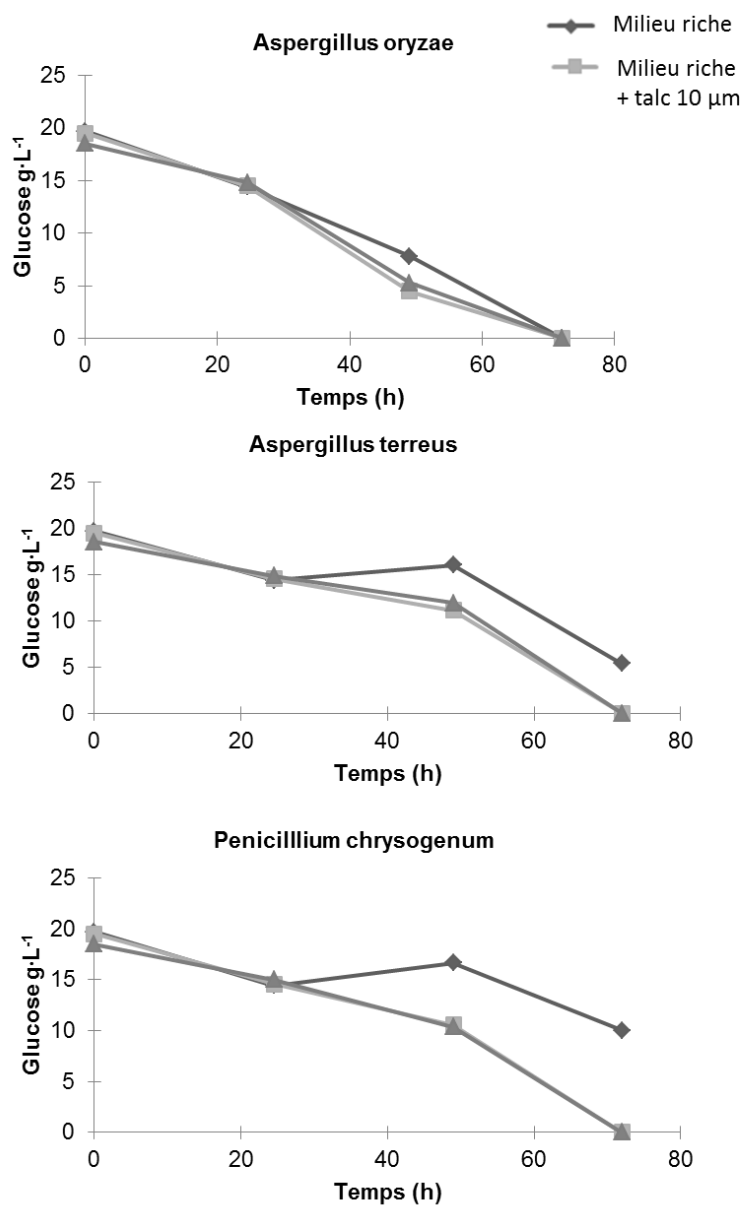 Milieu riche
Aspergillus oryzae
Milieu riche
+ talc 10 µm
25
20
15
10
5
0
Glucose g·L-1
0 20 40 60 80
Temps (h)
Aspergillus terreus
25
20
15
10
5
0
Glucose g·L-1
0 20 40 60 80
Temps (h)
Penicilllium chrysogenum
25
20
15
10
5
0
Glucose g·L-1
0 20 40 60 80
Temps (h)